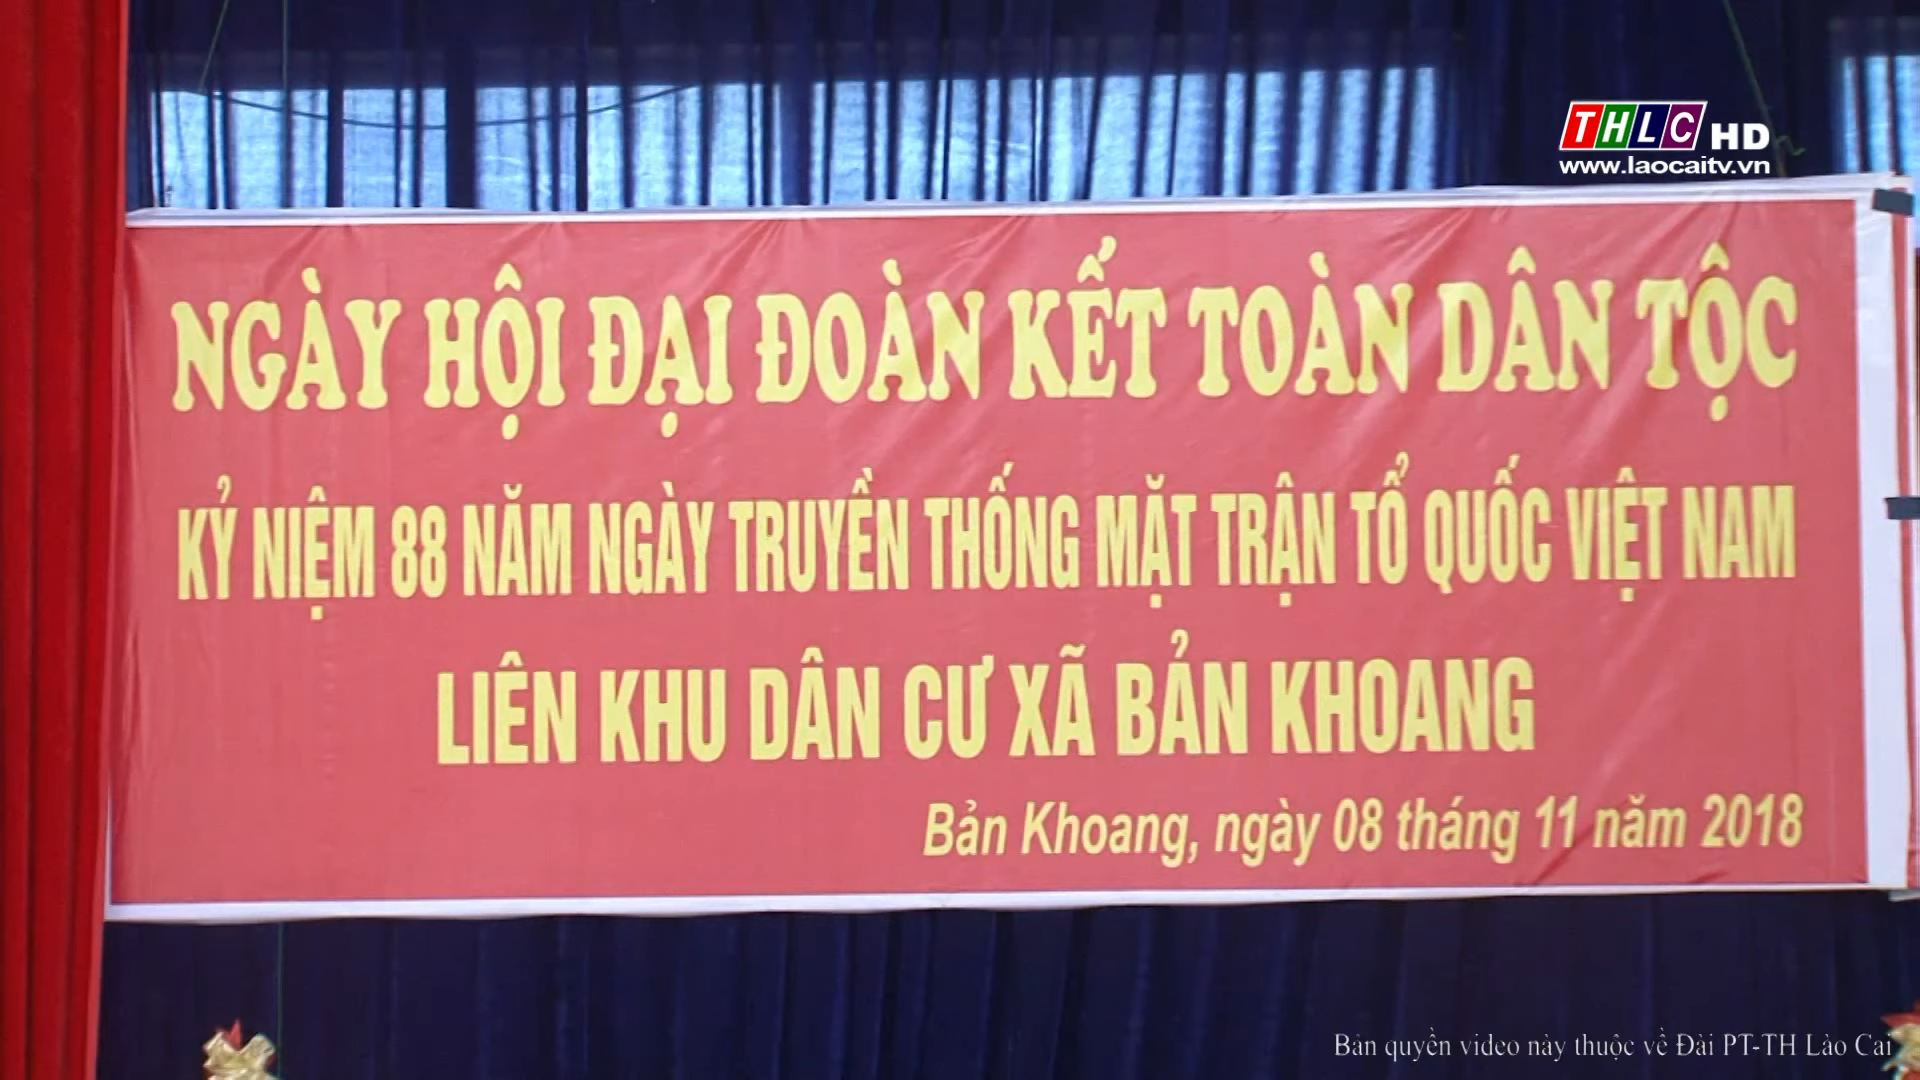 THLC HD
www.laocaitv.vn
NGÀY HỘI ĐẠI ĐOÀN KẾT TOÀN DÂN TỘC
KỶ NIỆM 88 NĂM NGÀY TRUYỀN THỐNG MẶT TRẬN TỔ QUỐC VIỆT NAM
LIÊN KHU DÂN CƯ XÃ BẢN KHOANG
Bản Khoang, ngày 08 tháng 11 năm 2018
Bản quyền video này thuộc về Đài PT-TH Lào Cai